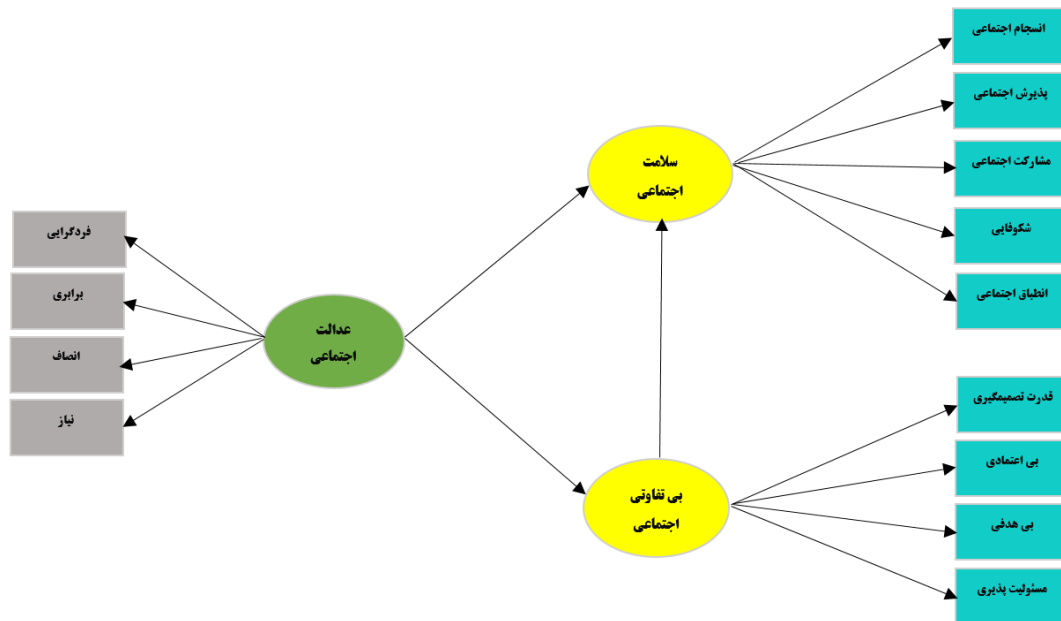 انسجام اجتماعی
پذیرش اجتماعی
مشارکت اجتماعی
شکوفایی
انطباق اجتماعی
سلامت
اجتماعی
فردگرایی
برابری
انصاف
نیاز
عدالت
اجتماعی
بی تفاوتی
اجتماعی
قدرت تصمیمگیری
بی اعتمادی
بی هدفی
مسئولیت پذیری